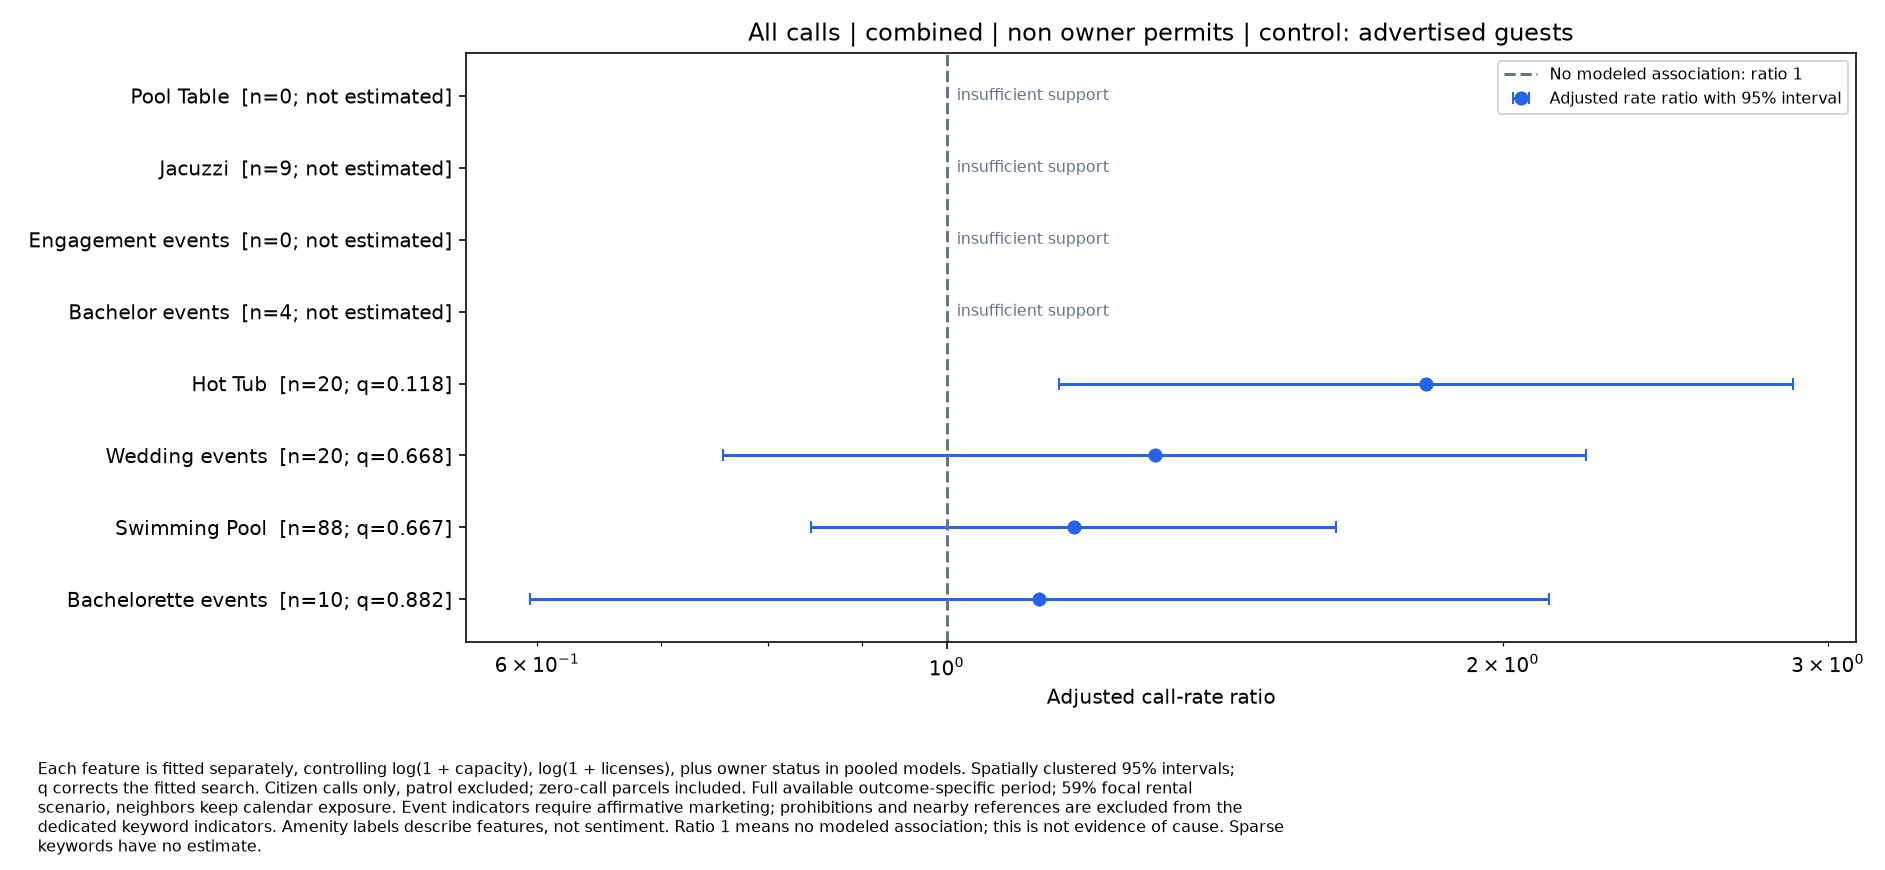 All calls | combined | non owner permits | control: advertised guests
No modeled association: ratio 1
Adjusted rate ratio with 95% interval
Pool Table [n=0; not estimated]
insufficient support
Jacuzzi [n=9; not estimated]
insufficient support
Engagement events [n=0; not estimated]
insufficient support
Bachelor events [n=4; not estimated]
insufficient support
Hot Tub [n=20; q=0.118]
Wedding events [n=20; q=0.668]
Swimming Pool [n=88; q=0.667]
Bachelorette events [n=10; q=0.882]
6 × 10⁻¹ 10⁰ 2 × 10⁰ 3 × 10⁰
Adjusted call-rate ratio
Each feature is fitted separately, controlling log(1 + capacity), log(1 + licenses), plus owner status in pooled models. Spatially clustered 95% intervals;
q corrects the fitted search. Citizen calls only, patrol excluded; zero-call parcels included. Full available outcome-specific period; 59% focal rental
scenario, neighbors keep calendar exposure. Event indicators require affirmative marketing; prohibitions and nearby references are excluded from the
dedicated keyword indicators. Amenity labels describe features, not sentiment. Ratio 1 means no modeled association; this is not evidence of cause. Sparse
keywords have no estimate.